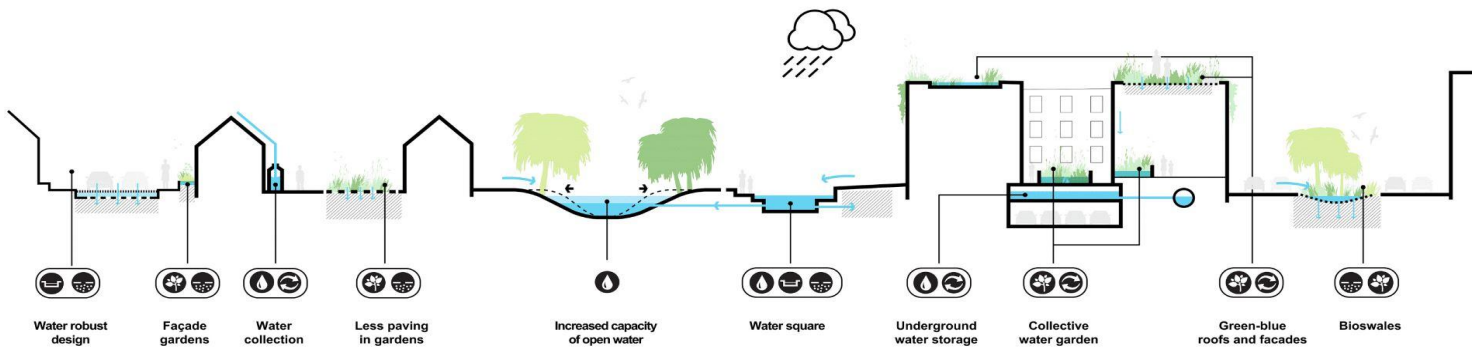 Water robust
design
Façade
gardens
Water
collection
Less paving
in gardens
Increased capacity
of open water
Water square
Underground
water storage
Collective
water garden
Green-blue
roofs and facades
Bioswales